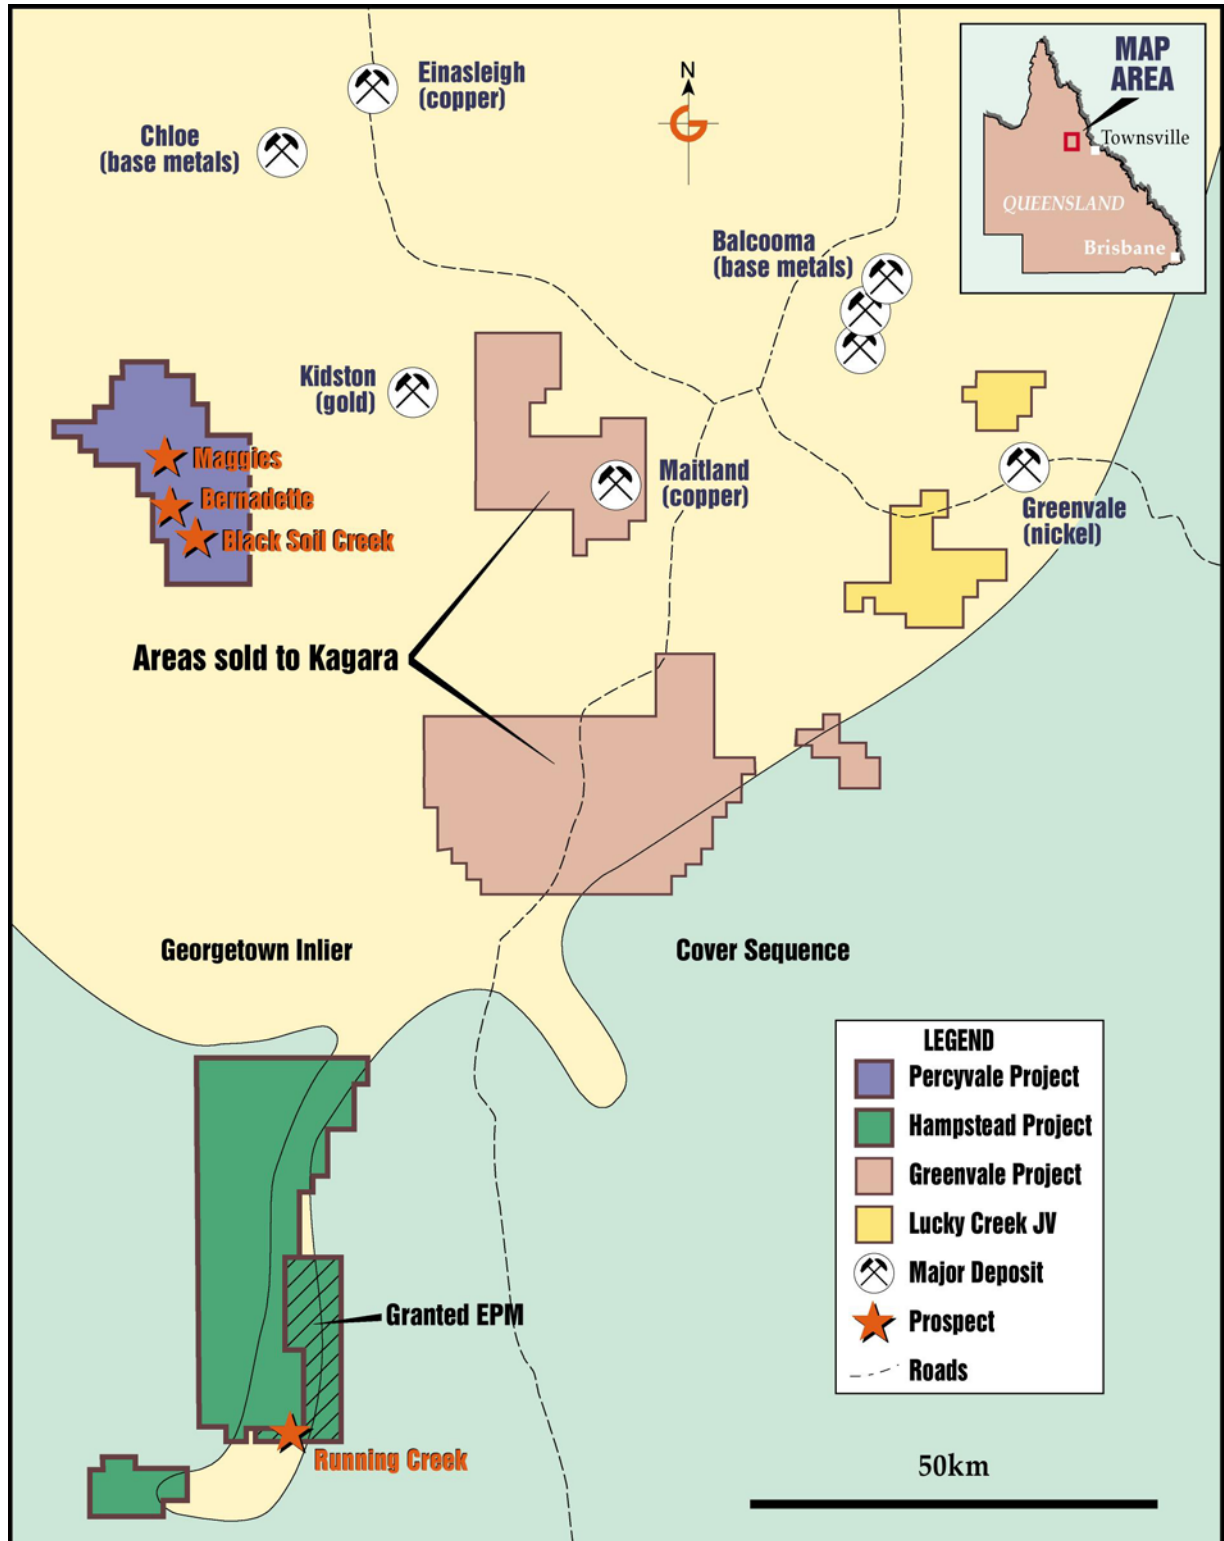 Einasleigh
(copper)
Chloe
(base metals)
N
G
MAP
AREA
Townsville
QUEENSLAND
Brisbane
Balcooma
(base metals)
Kidston
(gold)
Maggies
Bernadette
Black Soil Creek
Maitland
(copper)
Greenvale
(nickel)
Areas sold to Kagara
Georgetown Inlier
Cover Sequence
LEGEND
Percyvale Project
Hampstead Project
Greenvale Project
Lucky Creek JV
Major Deposit
Prospect
Roads
Granted EPM
Running Creek
50km